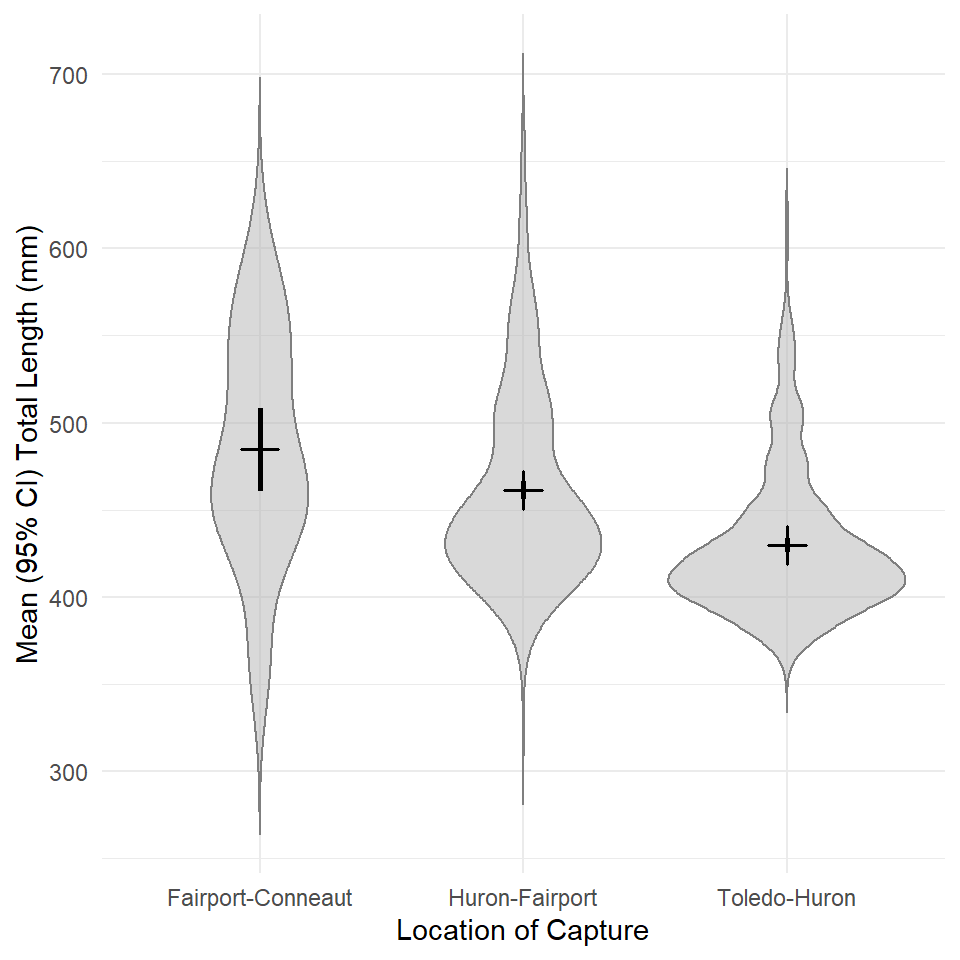 Mean (95% CI) Total Length (mm)
700
600
500
400
300
Fairport-Conneaut
Huron-Fairport
Toledo-Huron
Location of Capture